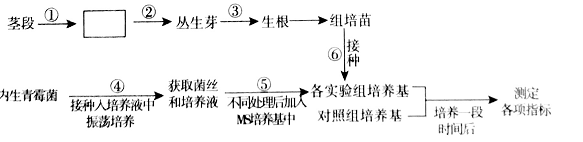 茎段 ① ② 丛生芽 ③ 生根 组培苗
⑥ 接种
内生青霉菌 ④ 接种入培养液中振荡培养 获取菌丝和培养液 ⑤ 不同处理后加入MS培养基中 各实验组培养基 对照组培养基 培养一段时间后 测定各项指标